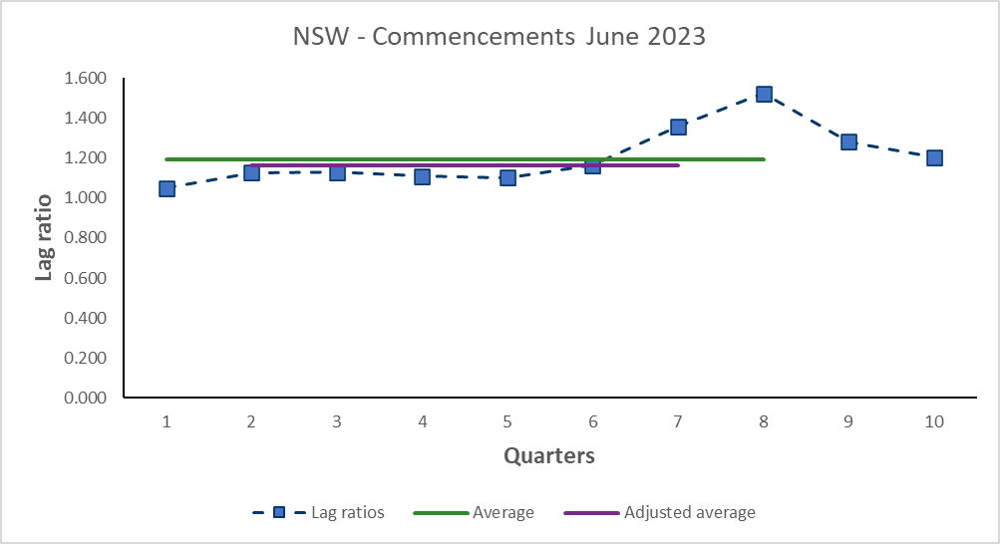 NSW - Commencements June 2023
Lag ratio
1.600
1.400
1.200
1.000
0.800
0.600
0.400
0.200
0.000
1 2 3 4 5 6 7 8 9 10
Quarters
Lag ratios Average Adjusted average